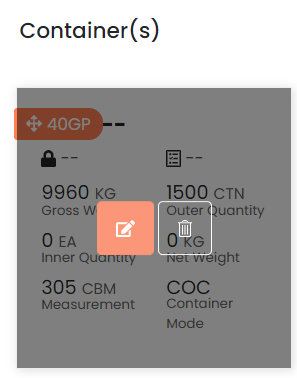 Container(s)
40GP --
-- --
9960 KG 1500 CTN
Gross W Outer Quantity
0 EA 0 KG
Inner Quantity Net Weight
305 CBM COC
Measurement Container
Mode